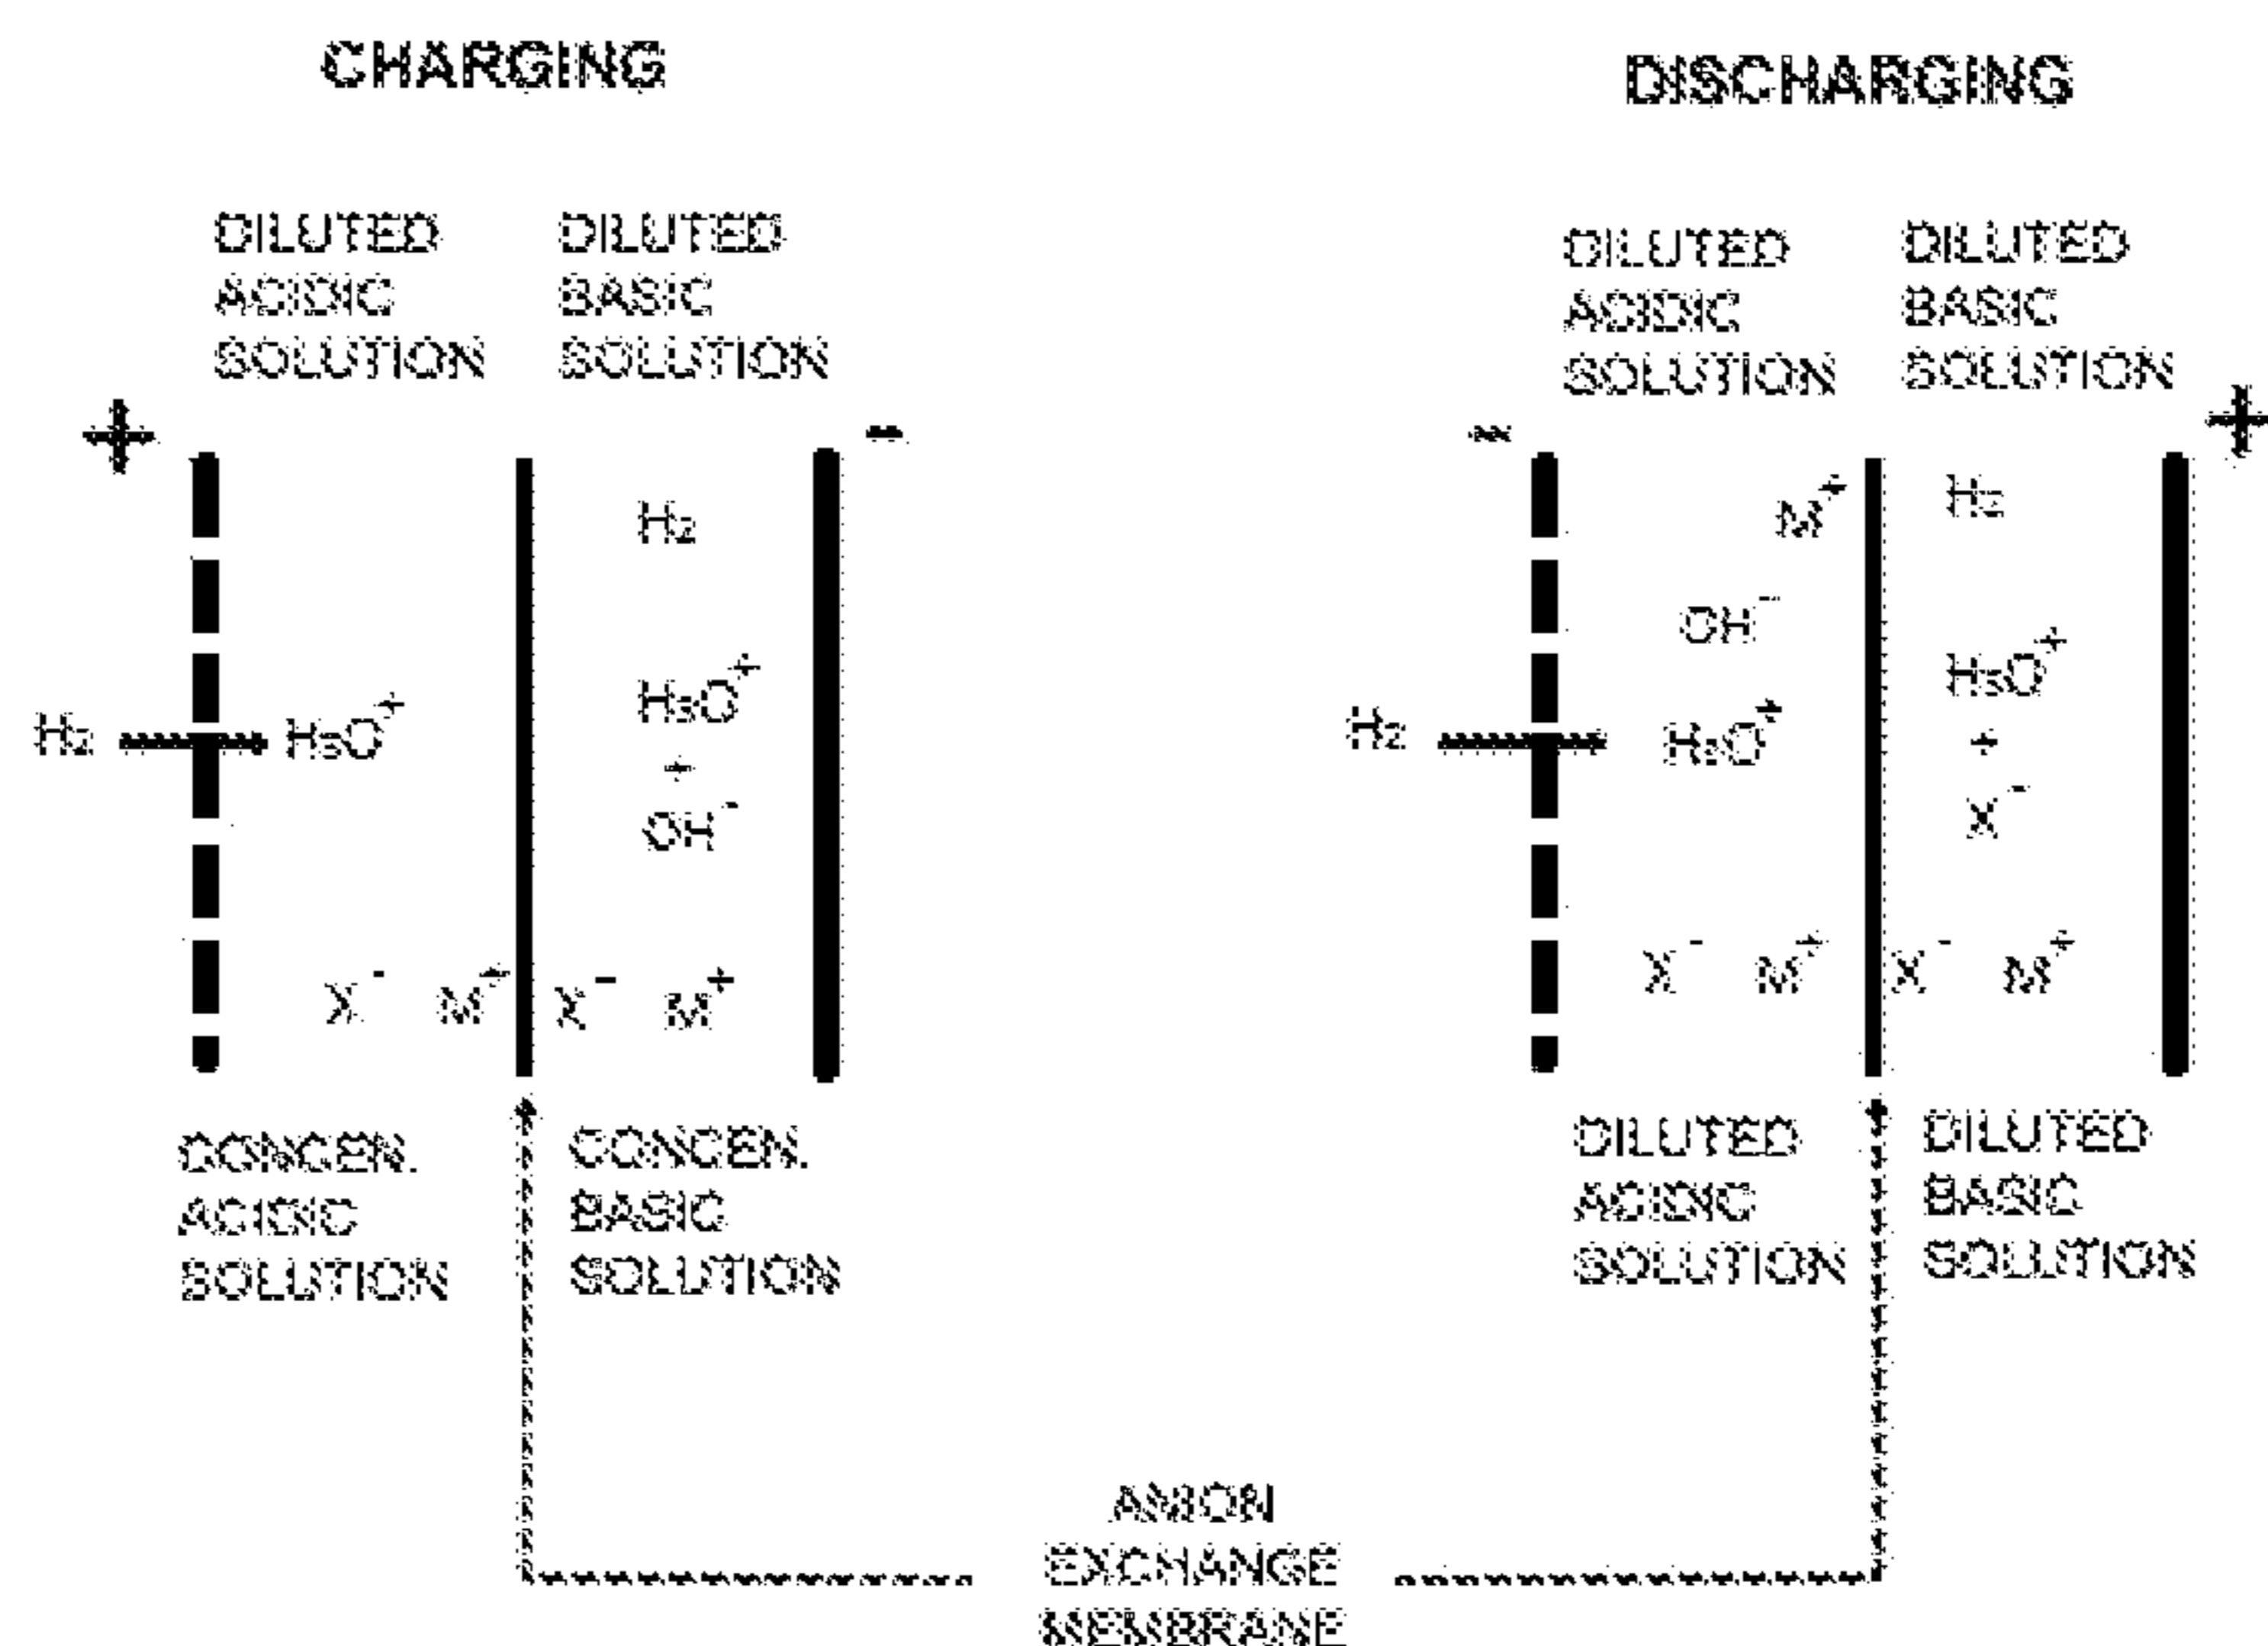 CHARGING
DILUTED
ACIDIC
SOLUTION
DILUTED
BASIC
SOLUTION
+
-
H₂
H₃O⁺
H₂
H₃O⁺
+
OH⁻
X⁻ M⁺ X⁻ M⁺
CONCEN.
ACIDIC
SOLUTION
CONCEN.
BASIC
SOLUTION
DISCHARGING
DILUTED
ACIDIC
SOLUTION
DILUTED
BASIC
SOLUTION
-
+
H₂
M⁺
OH⁻
H₃O⁺
H₂
H₃O⁺
+
X⁻
X⁻ M⁺ X⁻ M⁺
DILUTED
ACIDIC
SOLUTION
DILUTED
BASIC
SOLUTION
ANION
EXCHANGE
MEMBRANE